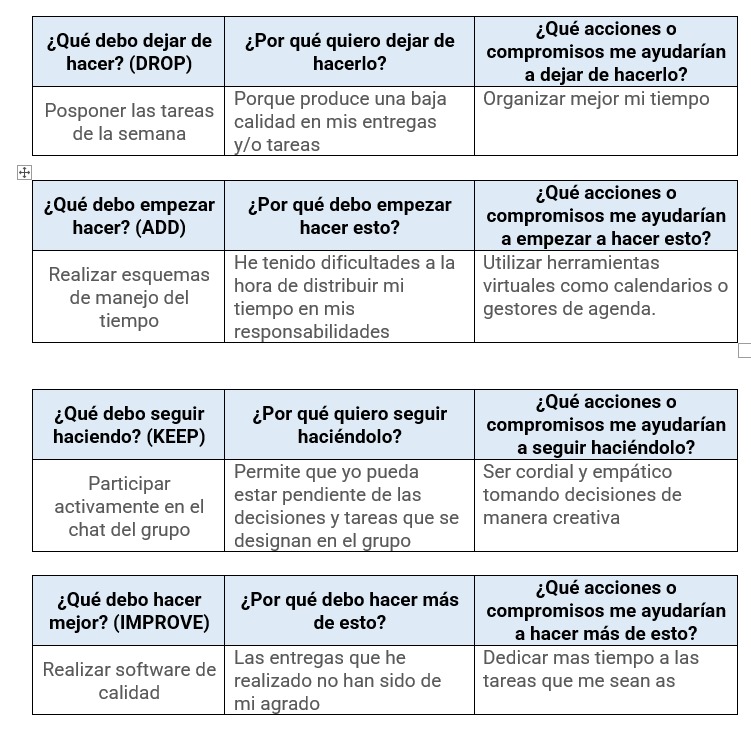 ¿Qué debo dejar de
hacer? (DROP)
¿Por qué quiero dejar de
hacerlo?
¿Qué acciones o
compromisos me ayudarían
a dejar de hacerlo?
Posponer las tareas
de la semana
Porque produce una baja
calidad en mis entregas
y/o tareas
Organizar mejor mi tiempo
¿Qué debo empezar
hacer? (ADD)
¿Por qué debo empezar
hacer esto?
¿Qué acciones o
compromisos me ayudarían
a empezar a hacer esto?
Realizar esquemas
de manejo del
tiempo
He tenido dificultades a la
hora de distribuir mi
tiempo en mis
responsabilidades
Utilizar herramientas
virtuales como calendarios o
gestores de agenda.
¿Qué debo seguir
haciendo? (KEEP)
¿Por qué quiero seguir
haciéndolo?
¿Qué acciones o
compromisos me ayudarían
a seguir haciéndolo?
Participar
activamente en el
chat del grupo
Permite que yo pueda
estar pendiente de las
decisiones y tareas que se
designan en el grupo
Ser cordial y empático
tomando decisiones de
manera creativa
¿Qué debo hacer
mejor? (IMPROVE)
¿Por qué debo hacer más
de esto?
¿Qué acciones o
compromisos me ayudarían
a hacer más de esto?
Realizar software de
calidad
Las entregas que he
realizado no han sido de
mi agrado
Dedicar mas tiempo a las
tareas que me sean as